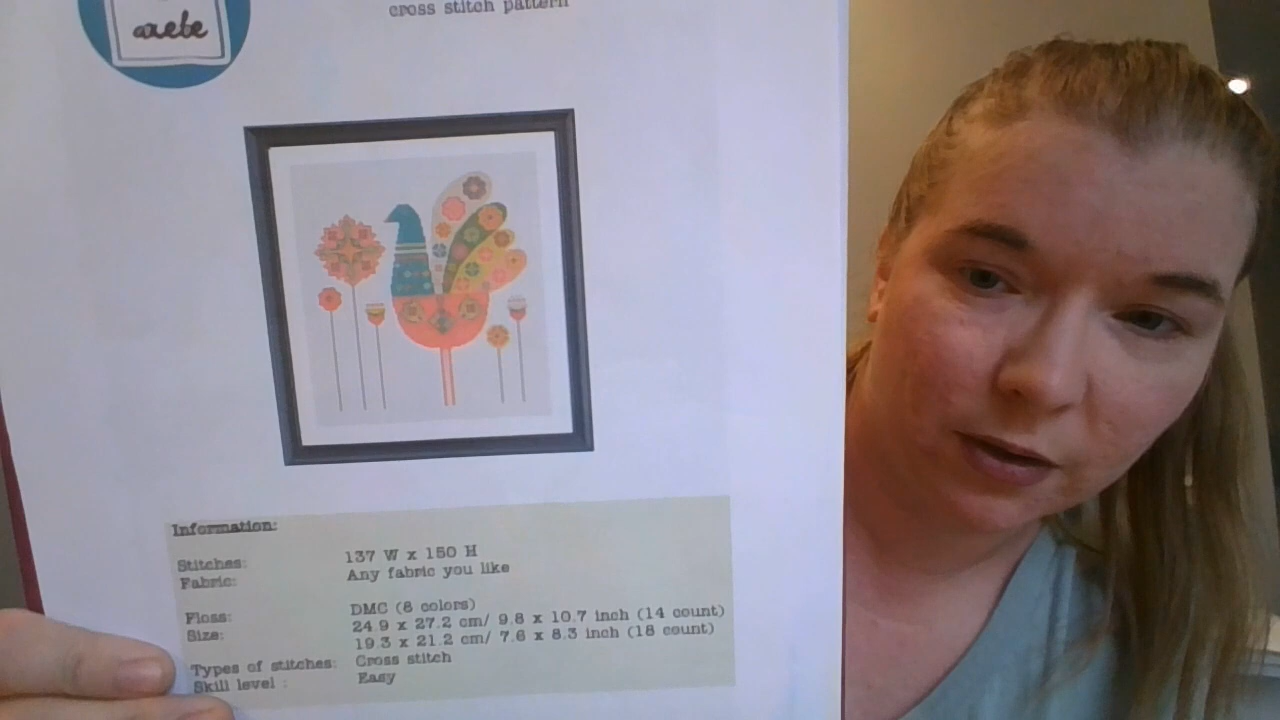 axebe
cross stitch pattern
Information:
Stitches: 137 W x 150 H
Fabric: Any fabric you like
Floss: DMC (8 colors)
Size: 24.9 x 27.2 cm/ 9.8 x 10.7 inch (14 count)
19.3 x 21.2 cm/ 7.6 x 8.3 inch (18 count)
Types of stitches: Cross stitch
Skill level : Easy